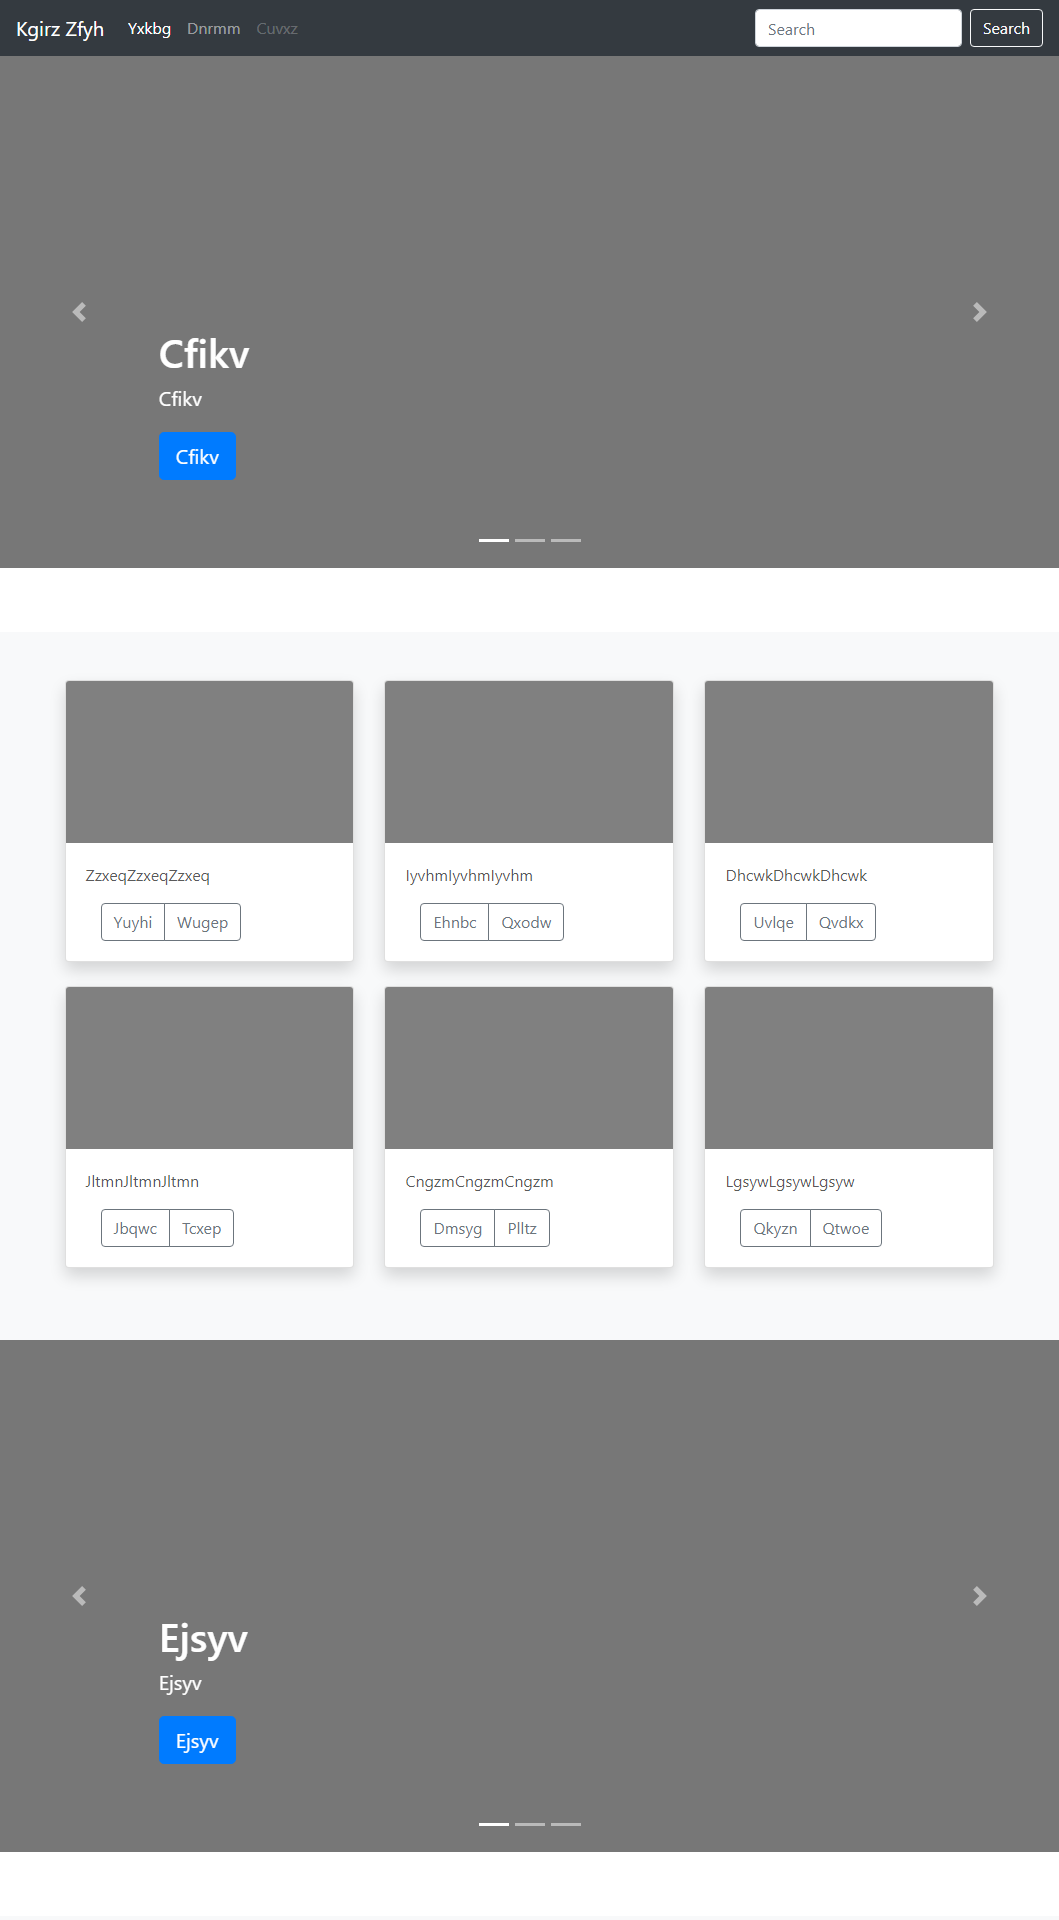 Kgirz Zfyh Yxkbg Dnrmm Cuvxz Search Search
Cfikv
Cfikv
Cfikv
ZzxeqZzxeqZzxeq
Yuyhi Wugep
IyvhmIyvhmIyvhm
Ehnbc Qxodw
DhcwkDhcwkDhcwk
Uvlqe Qvdkx
JltmnJltmnJltmn
Jbqwc Tcxep
CngzmCngzmCngzm
Dmsyg Plltz
LgsywLgsywLgsyw
Qkyzn Qtwoe
Ejsyv
Ejsyv
Ejsyv